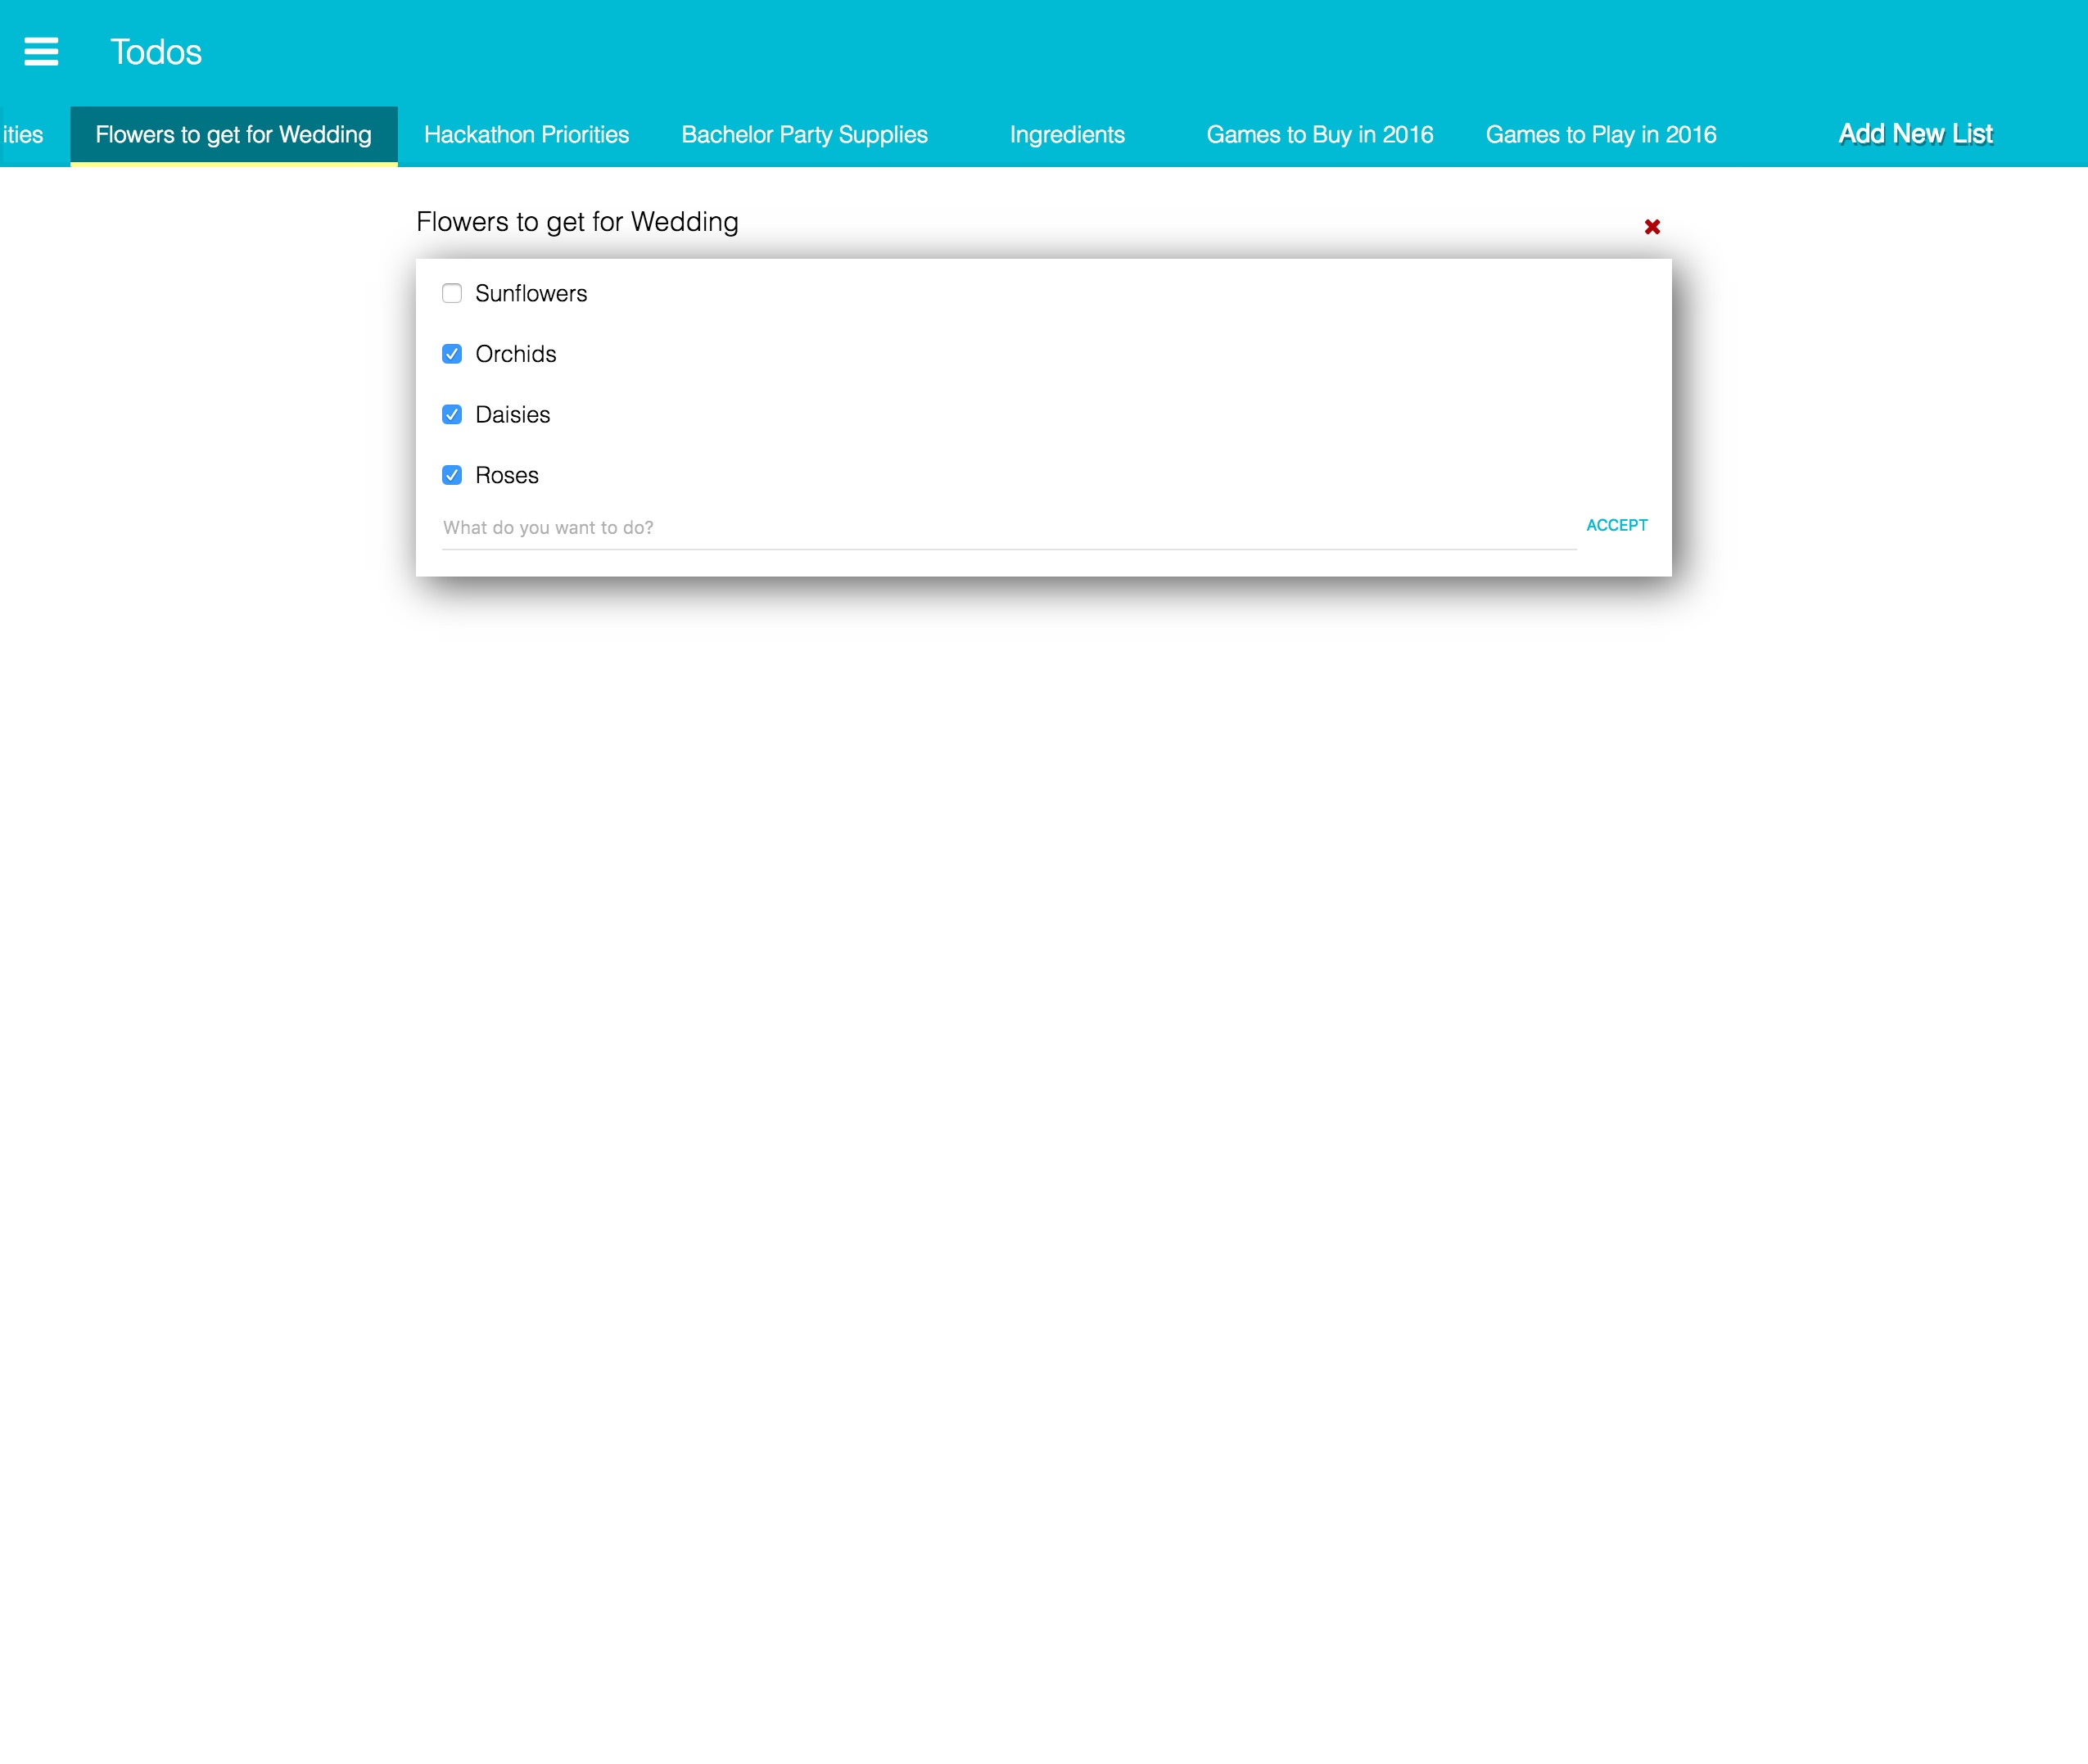 Todos
ities Flowers to get for Wedding Hackathon Priorities Bachelor Party Supplies Ingredients Games to Buy in 2016 Games to Play in 2016 Add New List
Flowers to get for Wedding
Sunflowers
Orchids
Daisies
Roses
What do you want to do? ACCEPT